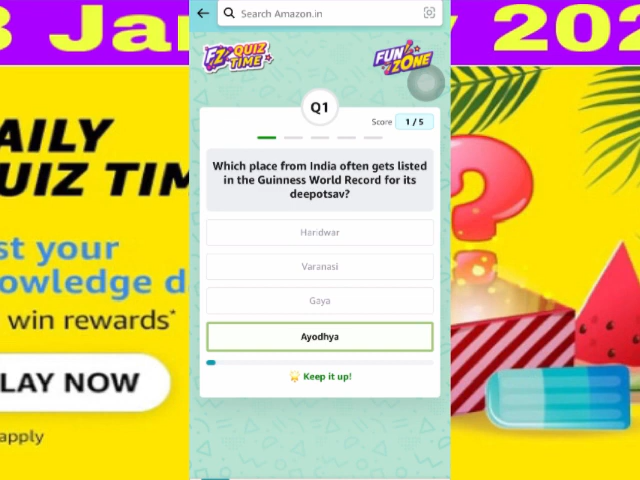 3 Jan
y 202
Search Amazon.in
FZ QUIZ TIME
FUN ZONE
Q1
Score 1 / 5
Which place from India often gets listed
in the Guinness World Record for its
deepotsav?
Haridwar
Varanasi
Gaya
Ayodhya
Keep it up!
AILY
UIZ TIM
st your
owledge d
win rewards*
LAY NOW
apply